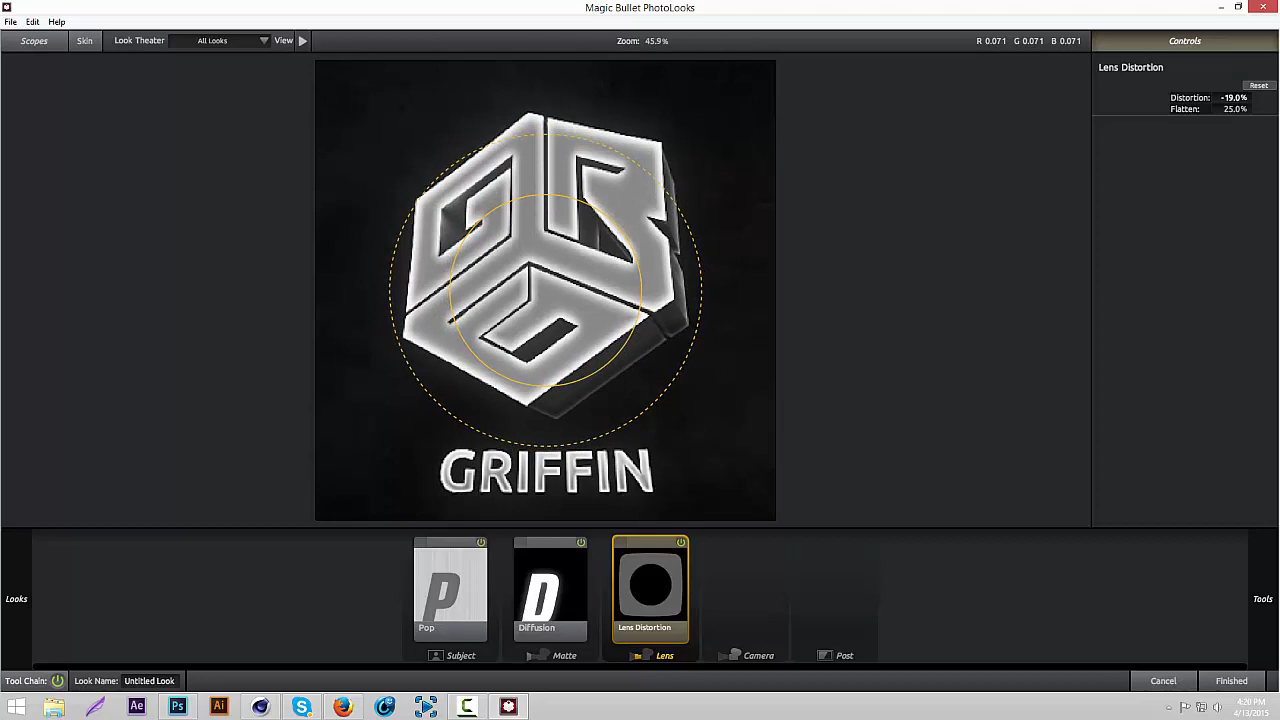 Magic Bullet PhotoLooks
File Edit Help
Scopes Skin Look Theater All Looks View Zoom: 45.9% R 0.071 G 0.071 B 0.071 Controls
Lens Distortion
Reset
Distortion: -19.0%
Flatten: 25.0%
GRIFFIN
P D
Looks Pop Diffusion Lens Distortion Tools
Subject Matte Lens Camera Post
Tool Chain: Look Name: Untitled Look Cancel Finished
Ae Ps Ai 4:20 PM
4/13/2015